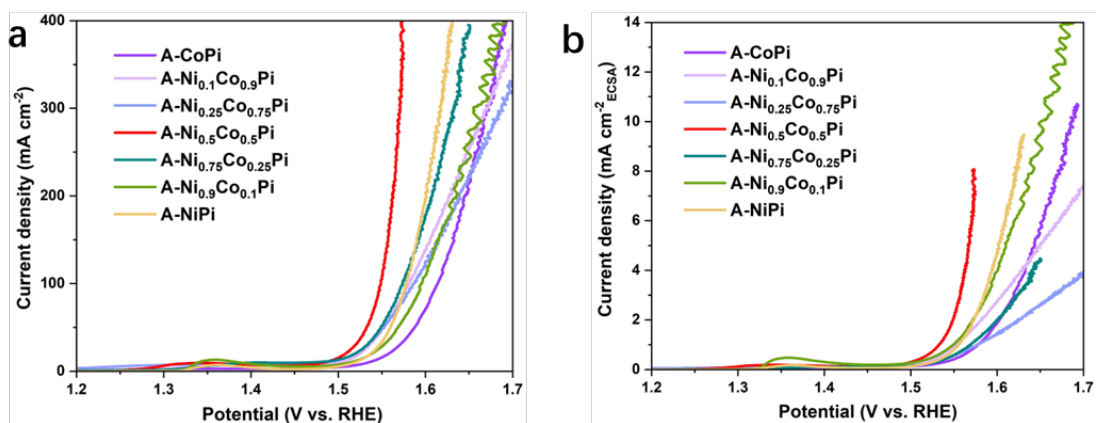 a
400
300
200
100
0
Current density (mA cm⁻²)
A-CoPi
A-Ni₀.₁Co₀.₉Pi
A-Ni₀.₂₅Co₀.₇₅Pi
A-Ni₀.₅Co₀.₅Pi
A-Ni₀.₇₅Co₀.₂₅Pi
A-Ni₀.₉Co₀.₁Pi
A-NiPi
1.2 1.3 1.4 1.5 1.6 1.7
Potential (V vs. RHE)
b
14
12
10
8
6
4
2
0
Current density (mA cm⁻²ECSA)
A-CoPi
A-Ni₀.₁Co₀.₉Pi
A-Ni₀.₂₅Co₀.₇₅Pi
A-Ni₀.₅Co₀.₅Pi
A-Ni₀.₇₅Co₀.₂₅Pi
A-Ni₀.₉Co₀.₁Pi
A-NiPi
1.2 1.3 1.4 1.5 1.6 1.7
Potential (V vs. RHE)